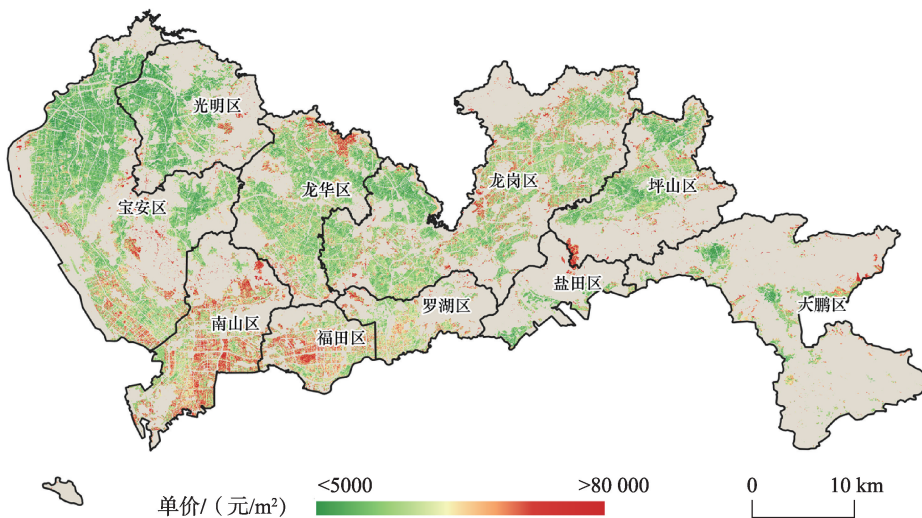 光明区
龙华区
龙岗区
坪山区
宝安区
盐田区
罗湖区
大鹏区
南山区
福田区
<5000
>80 000
0
10 km
单价/（元/m²）